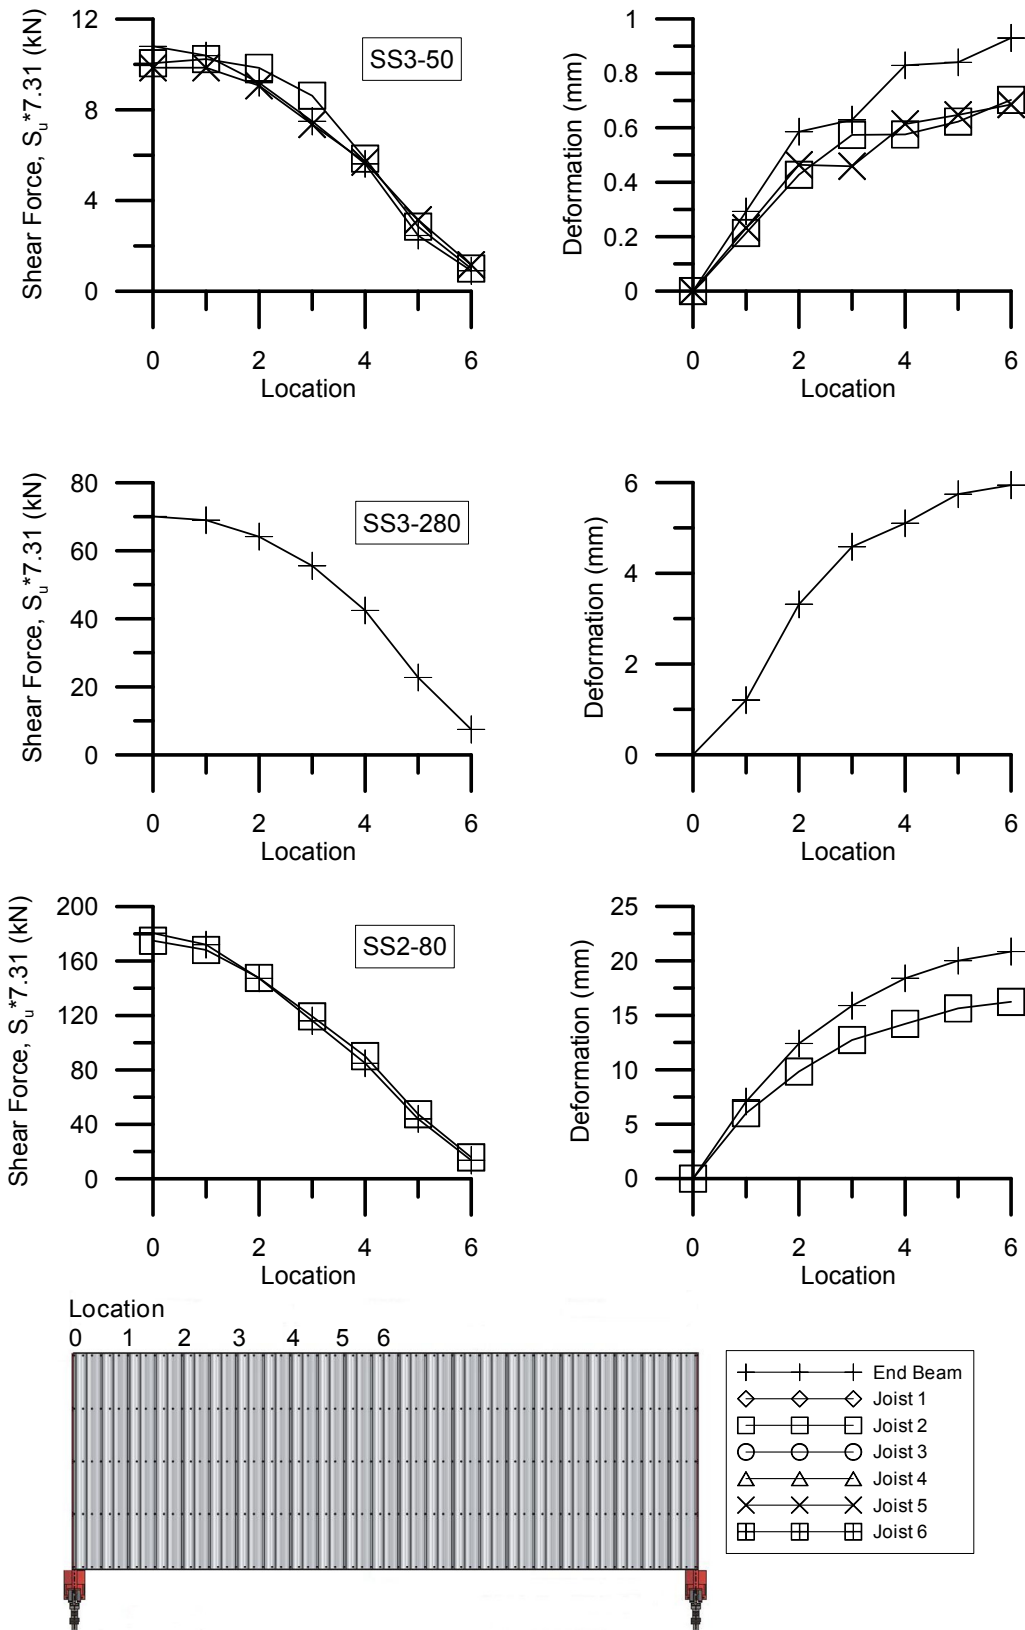 12
8
4
0
Shear Force, Su*7.31 (kN)
SS3-50
0 2 4 6
Location
1
0.8
0.6
0.4
0.2
0
Deformation (mm)
0 2 4 6
Location
80
60
40
20
0
Shear Force, Su*7.31 (kN)
SS3-280
0 2 4 6
Location
6
4
2
0
Deformation (mm)
0 2 4 6
Location
200
160
120
80
40
0
Shear Force, Su*7.31 (kN)
SS2-80
0 2 4 6
Location
25
20
15
10
5
0
Deformation (mm)
0 2 4 6
Location
Location
0 1 2 3 4 5 6
End Beam
Joist 1
Joist 2
Joist 3
Joist 4
Joist 5
Joist 6